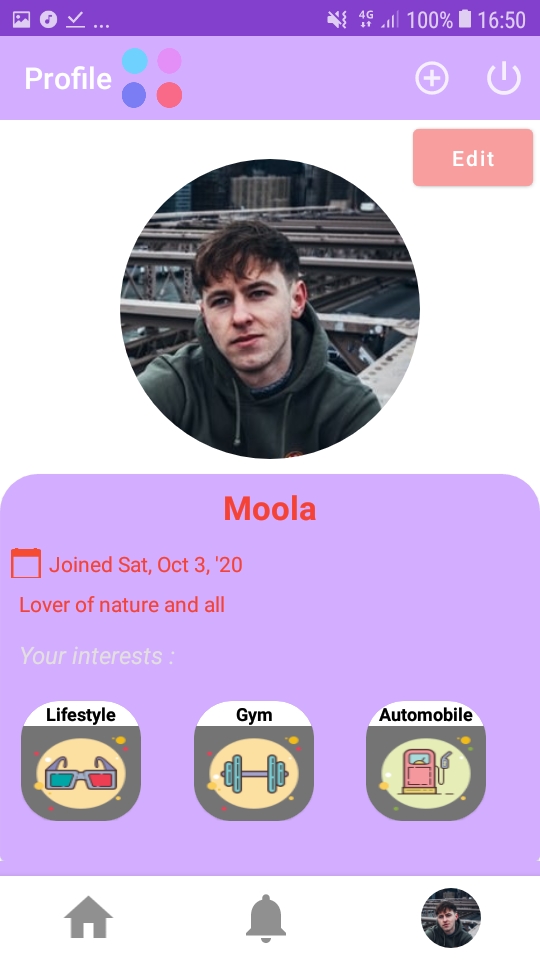 ... 4G 100% 16:50
Profile
Edit
Moola
Joined Sat, Oct 3, '20
Lover of nature and all
Your interests :
Lifestyle Gym Automobile